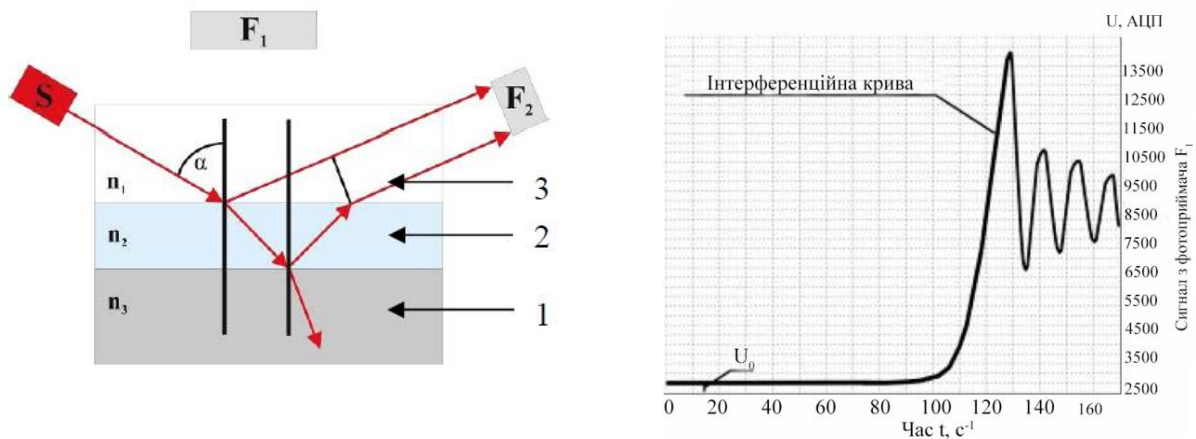 F₁
S
F₂
α
n₁
3
n₂
2
n₃
1
U, АЦП
Інтерференційна крива
13500
12500
11500
10500
9500
8500
7500
6500
5500
4500
3500
2500
Сигнал з фотоприймача F₁
U₀
0 20 40 60 80 100 120 140 160
Час t, с⁻¹